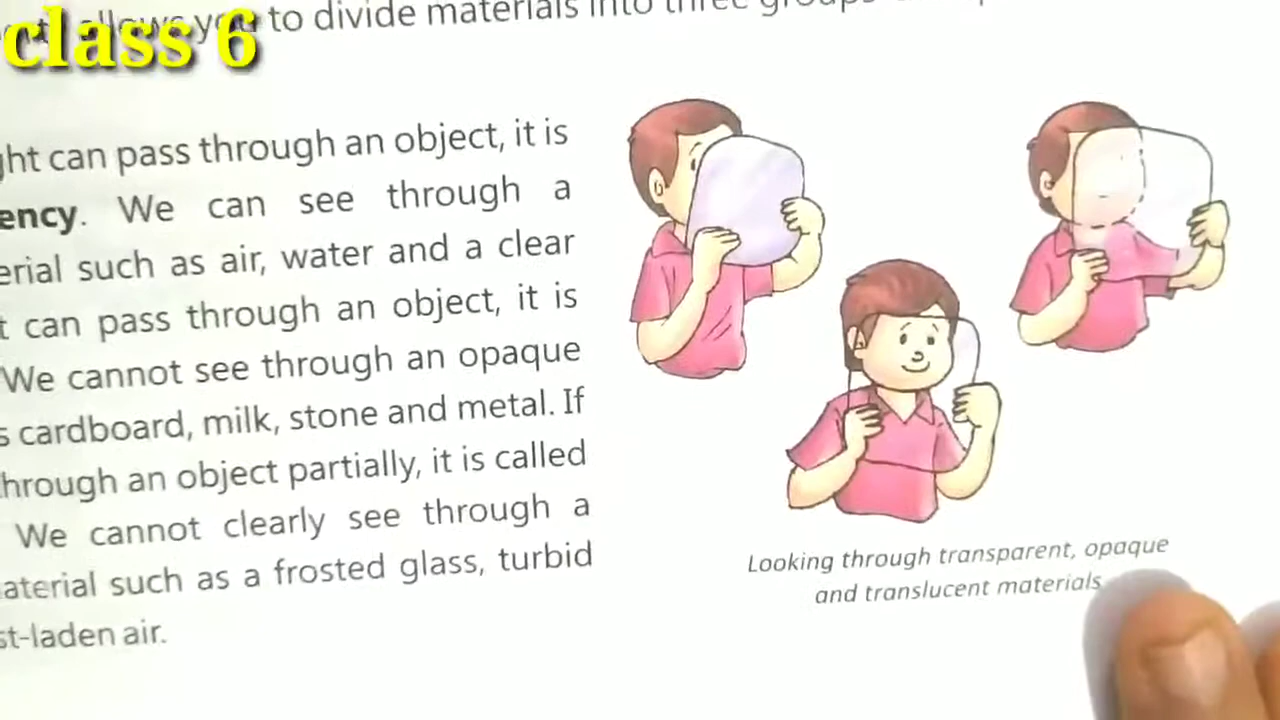 allows you to divide materials into three groups
class 6
ght can pass through an object, it is
ency. We can see through a
erial such as air, water and a clear
t can pass through an object, it is
We cannot see through an opaque
s cardboard, milk, stone and metal. If
hrough an object partially, it is called
We cannot clearly see through a
aterial such as a frosted glass, turbid
st-laden air.
Looking through transparent, opaque
and translucent materials